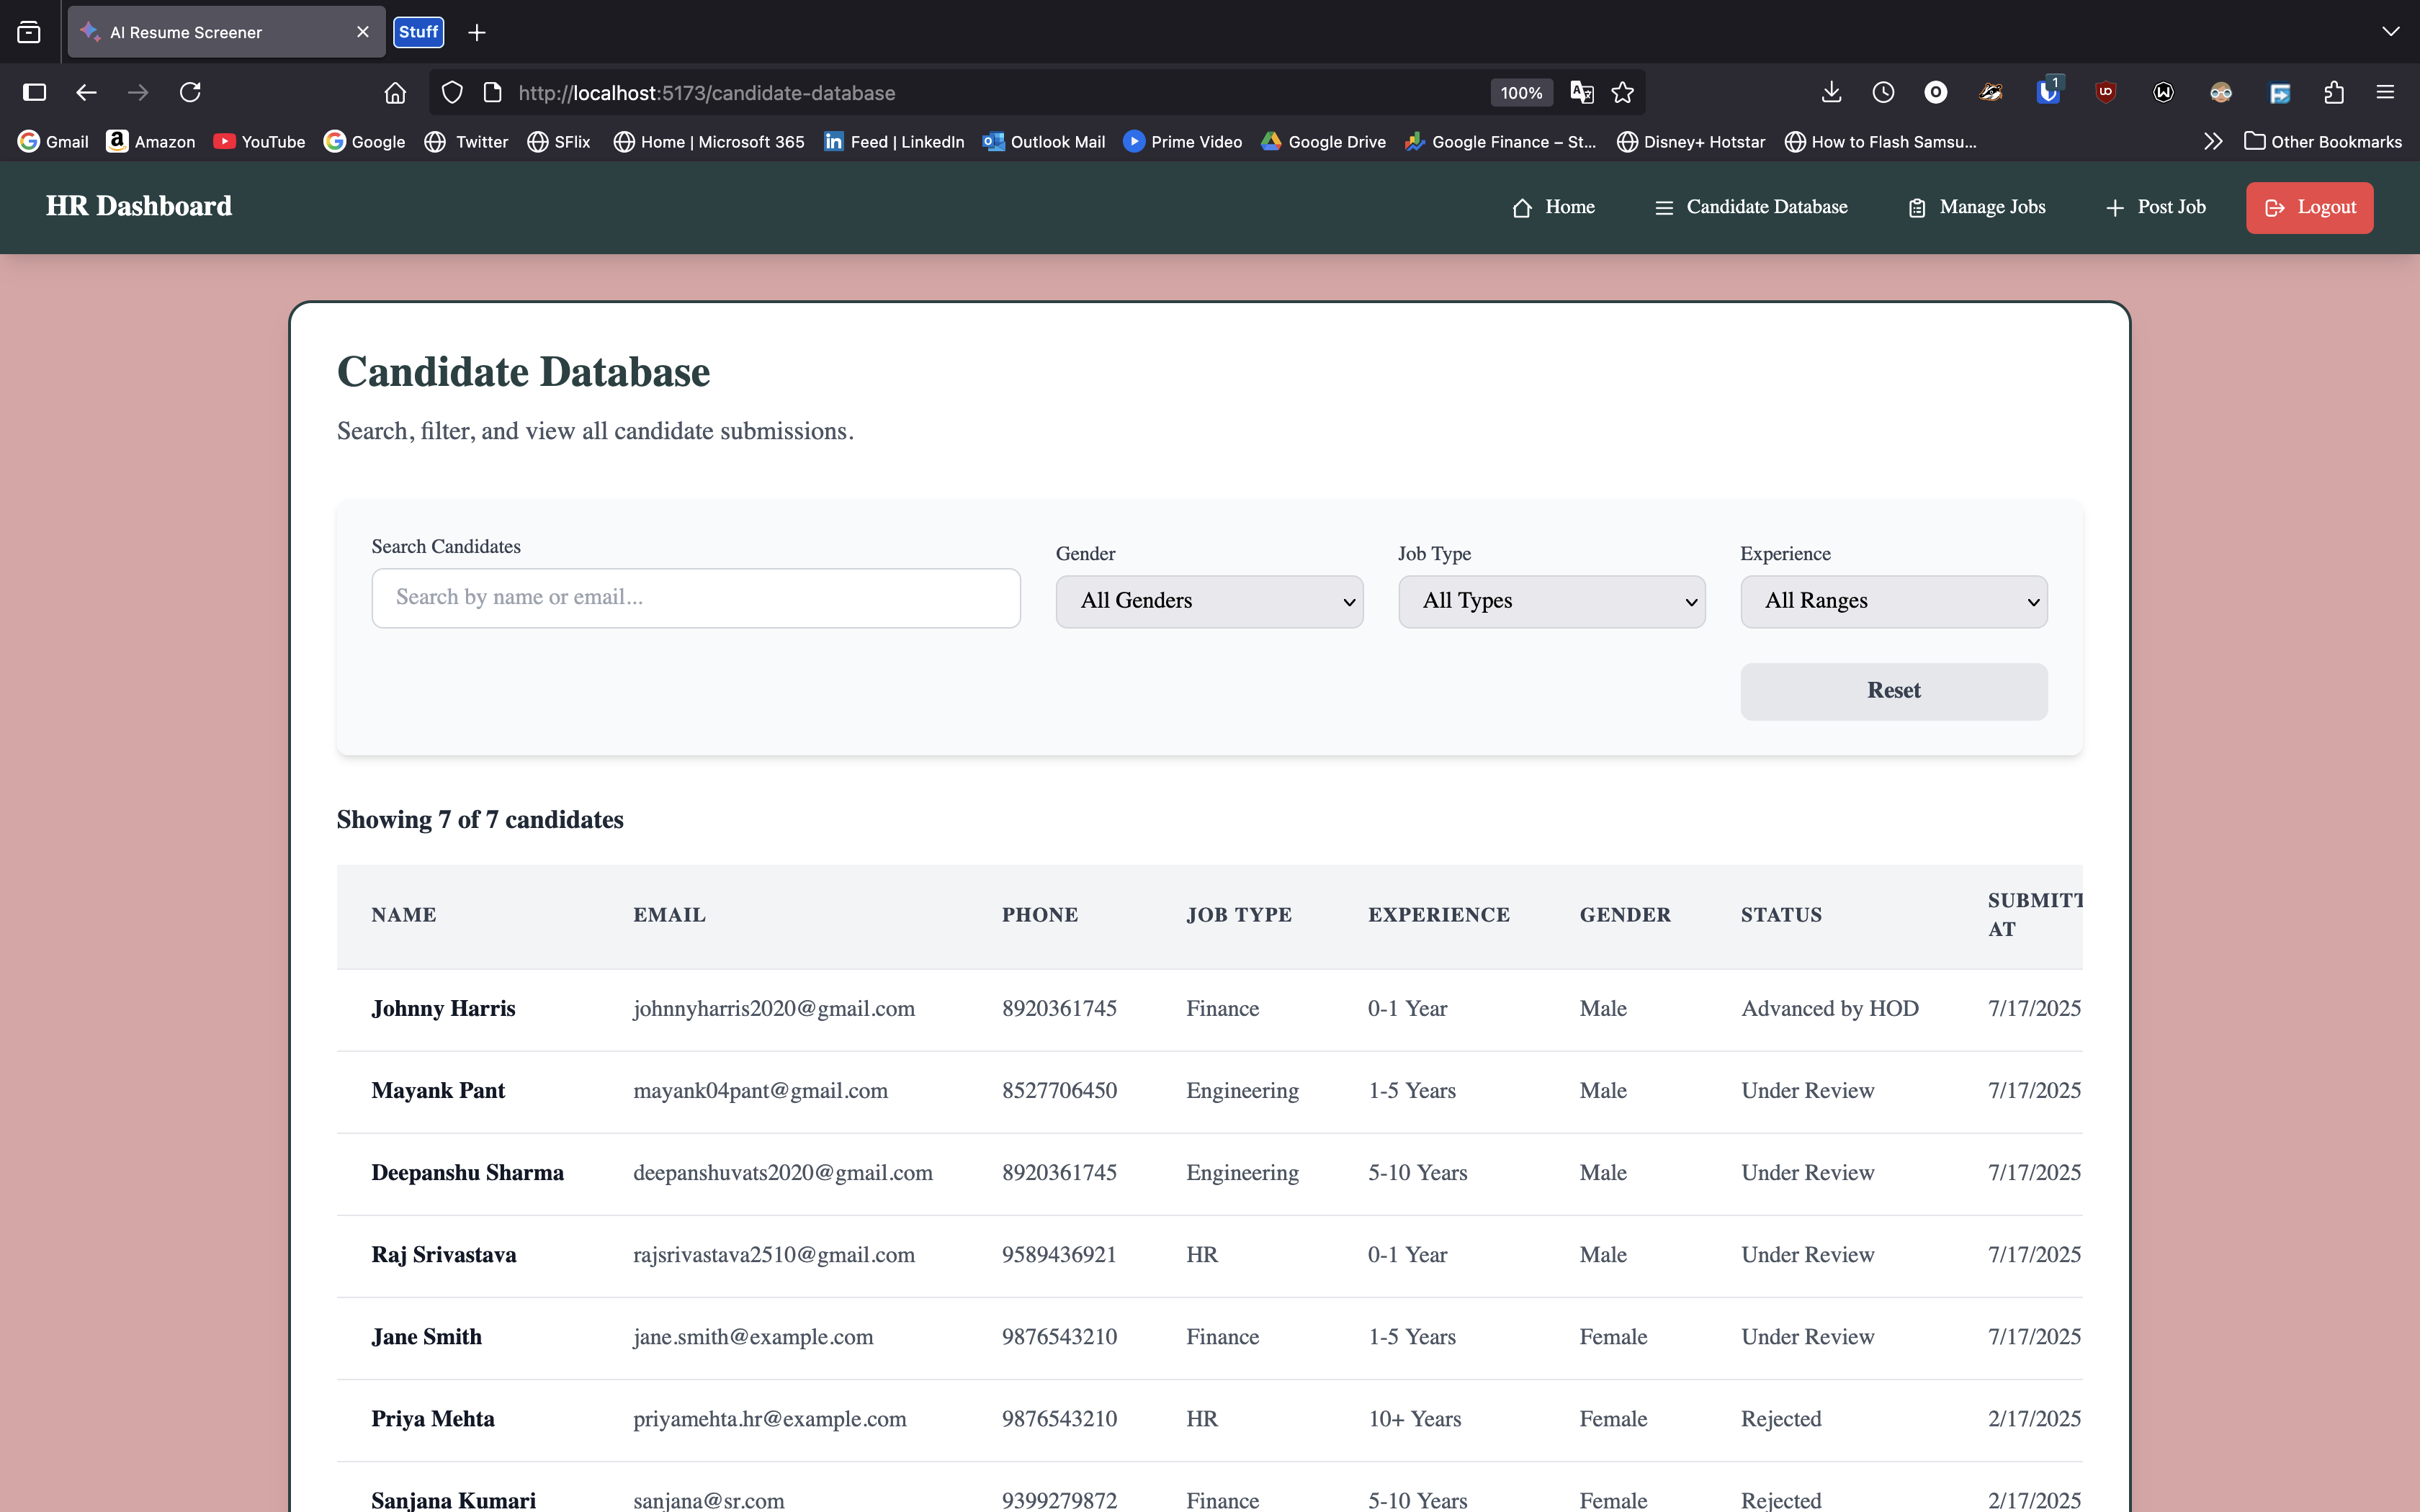 AI Resume Screener
Stuff
http://localhost:5173/candidate-database
100%
1
Gmail Amazon YouTube Google Twitter SFlix Home | Microsoft 365 Feed | LinkedIn Outlook Mail Prime Video Google Drive Google Finance – St... Disney+ Hotstar How to Flash Samsu... Other Bookmarks
HR Dashboard Home Candidate Database Manage Jobs Post Job Logout
Candidate Database
Search, filter, and view all candidate submissions.
Search Candidates Gender Job Type Experience
Search by name or email... All Genders All Types All Ranges
Reset
Showing 7 of 7 candidates
NAME EMAIL PHONE JOB TYPE EXPERIENCE GENDER STATUS SUBMITT
AT
Johnny Harris johnnyharris2020@gmail.com 8920361745 Finance 0-1 Year Male Advanced by HOD 7/17/2025
Mayank Pant mayank04pant@gmail.com 8527706450 Engineering 1-5 Years Male Under Review 7/17/2025
Deepanshu Sharma deepanshuvats2020@gmail.com 8920361745 Engineering 5-10 Years Male Under Review 7/17/2025
Raj Srivastava rajsrivastava2510@gmail.com 9589436921 HR 0-1 Year Male Under Review 7/17/2025
Jane Smith jane.smith@example.com 9876543210 Finance 1-5 Years Female Under Review 7/17/2025
Priya Mehta priyamehta.hr@example.com 9876543210 HR 10+ Years Female Rejected 2/17/2025
Sanjana Kumari sanjana@sr.com 9399279872 Finance 5-10 Years Female Rejected 2/17/2025